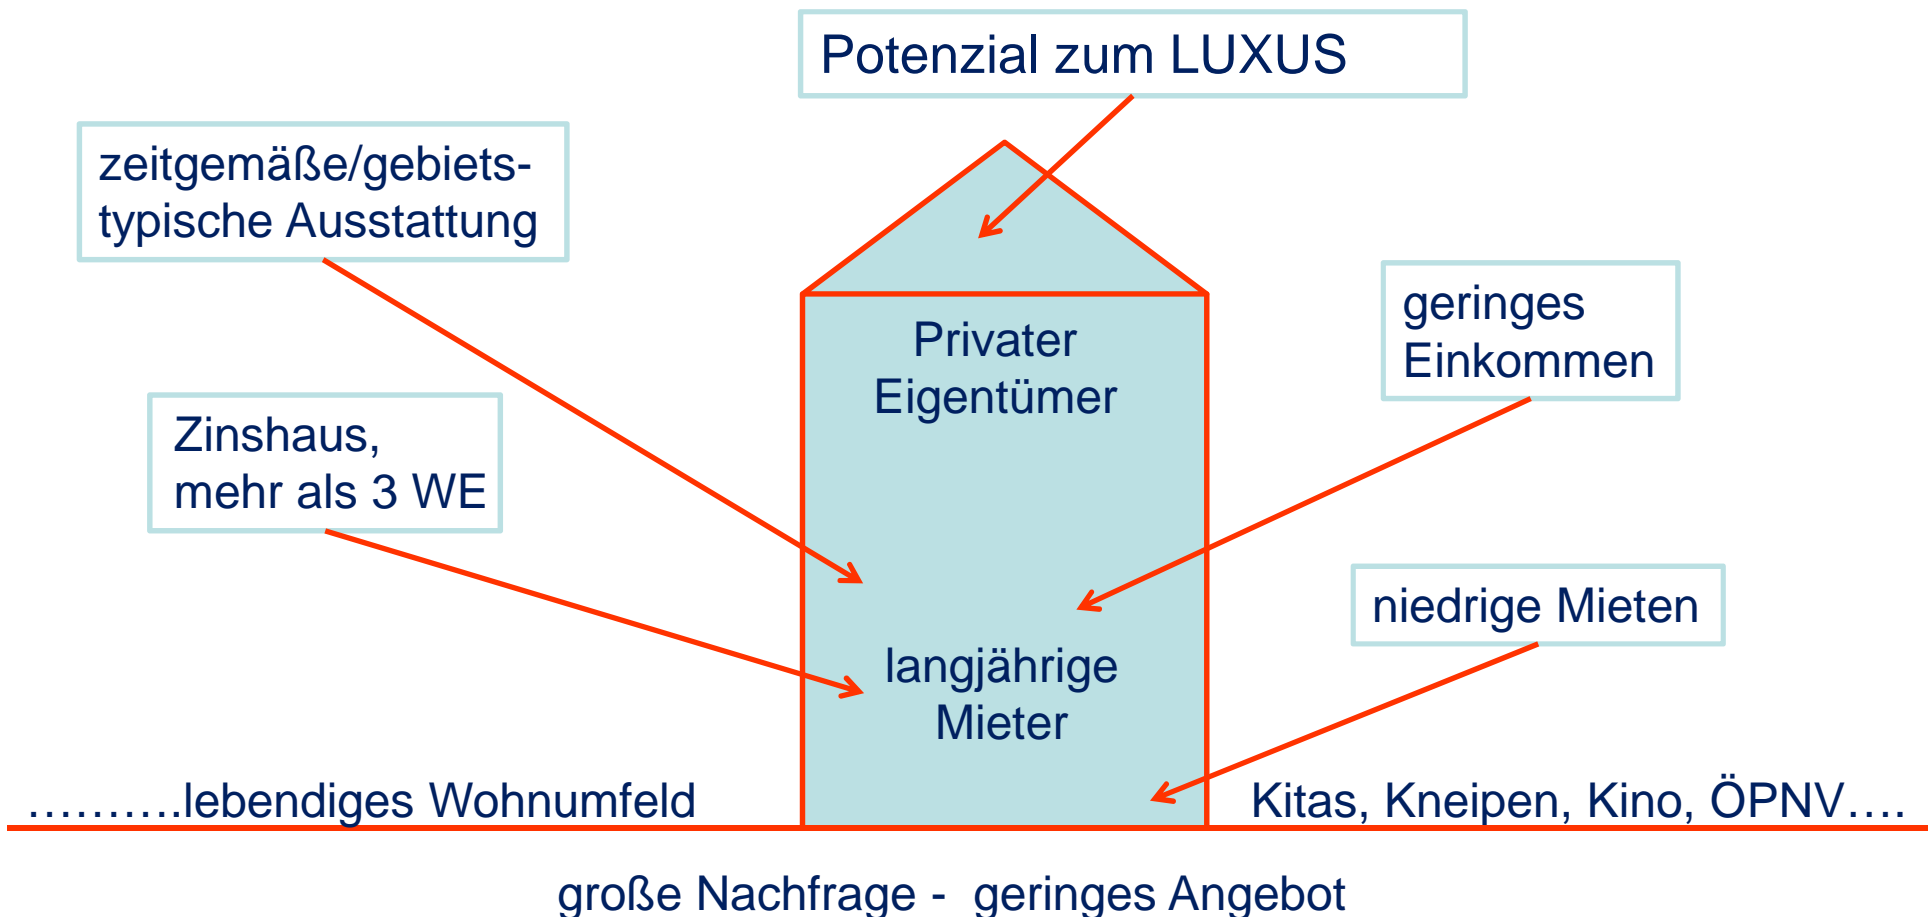 Potenzial zum LUXUS
zeitgemäße/gebiets-
typische Ausstattung
geringes
Einkommen
Privater
Eigentümer
Zinshaus,
mehr als 3 WE
niedrige Mieten
langjährige
Mieter
……….lebendiges Wohnumfeld
Kitas, Kneipen, Kino, ÖPNV….
große Nachfrage -  geringes Angebot